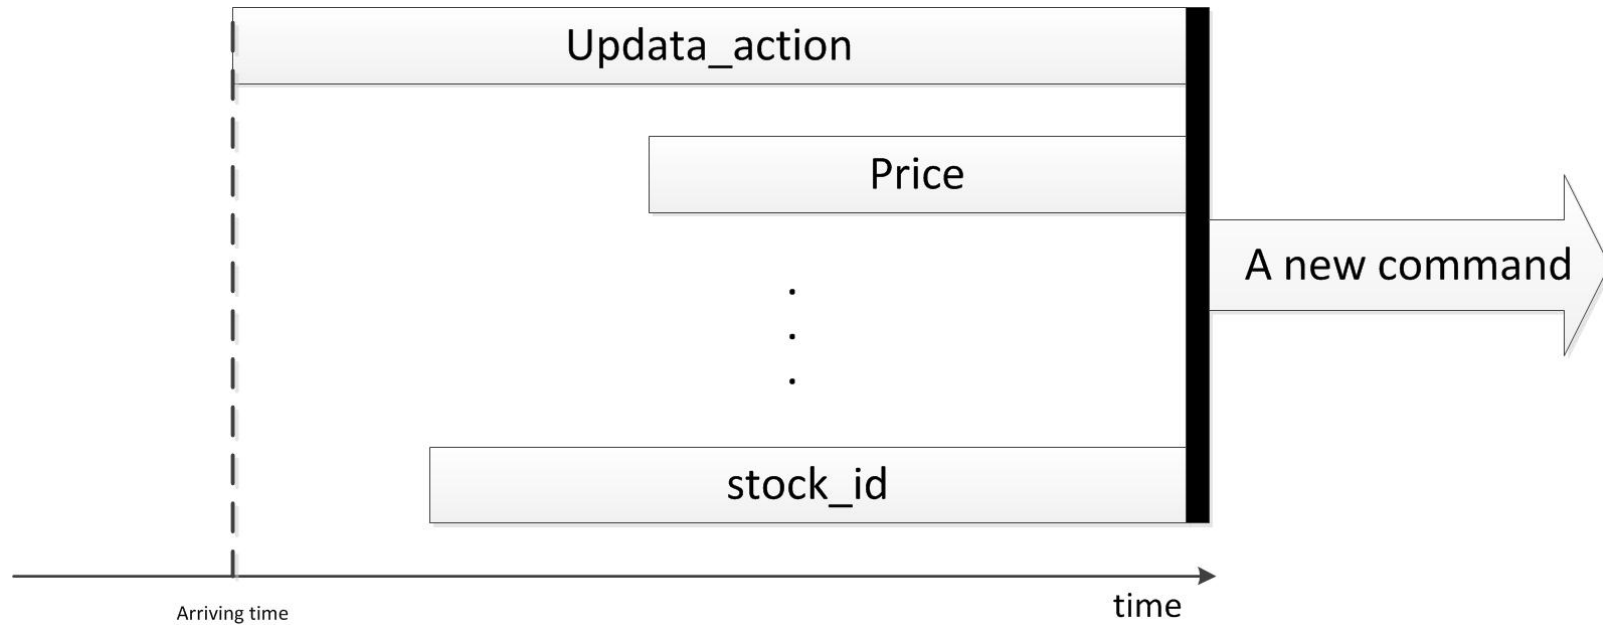 Updata_action
Price
A new command
.
.
.
stock_id
time
Arriving time